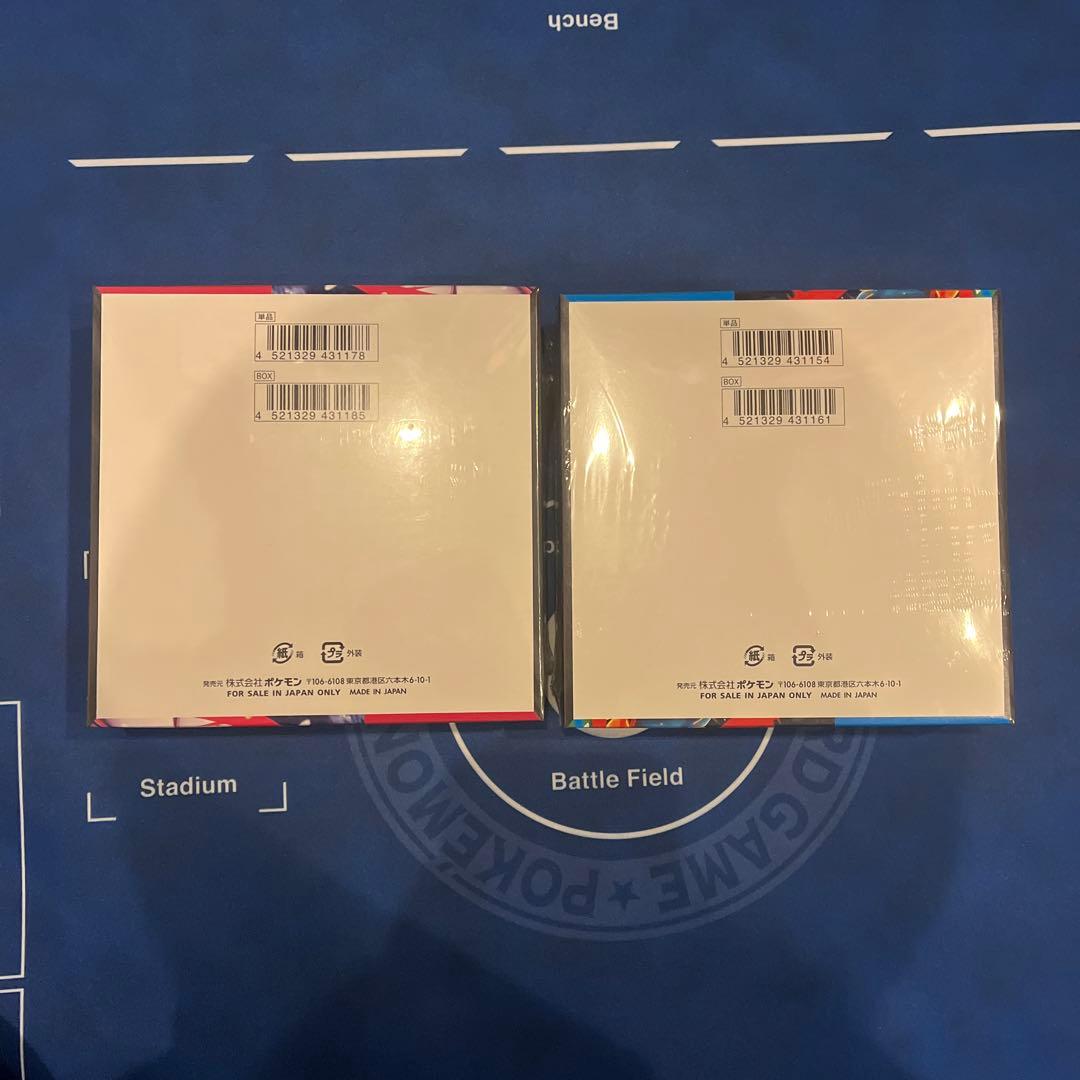 Bench
単品
4 521329 431178
BOX
4 521329 431185
紙 箱 プラ 外装
発売元 株式会社ポケモン 〒106-6108 東京都港区六本木6-10-1
FOR SALE IN JAPAN ONLY MADE IN JAPAN
単品
4 521329 431154
BOX
4 521329 431161
紙 箱 プラ 外装
発売元 株式会社ポケモン 〒106-6108 東京都港区六本木6-10-1
FOR SALE IN JAPAN ONLY MADE IN JAPAN
Stadium
Battle Field
POKÉMON
RD GAME ★